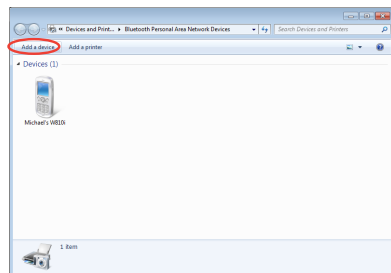 « Devices and Print... ▸ Bluetooth Personal Area Network Devices
Search Devices and Printers
Add a device Add a printer
Devices (1)
Michael's W810i
1 item